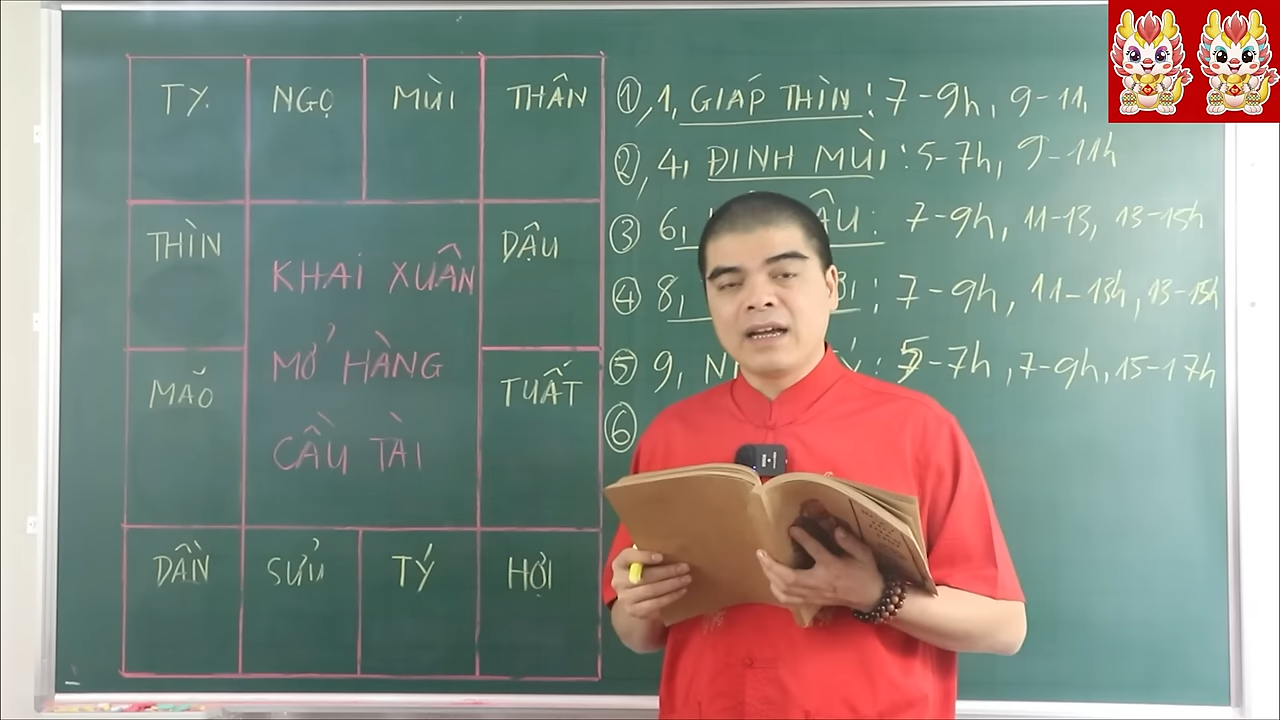 TỴ. NGỌ MÙI THÂN
THÌN DẬU
KHAI XUÂN
MỞ HÀNG
CẦU TÀI
MÃO TUẤT
DẦN SỬU TÝ HỢI
①, 1, GIÁP THÌN: 7-9h, 9-11,
②, 4, ĐINH MÙI: 5-7h, 9-11h
③ 6, ẬU: 7-9h, 11-13, 13-15h
④ 8, : 7-9h, 11-13h, 13-15h
⑤ 9, : 5-7h, 7-9h, 15-17h
⑥